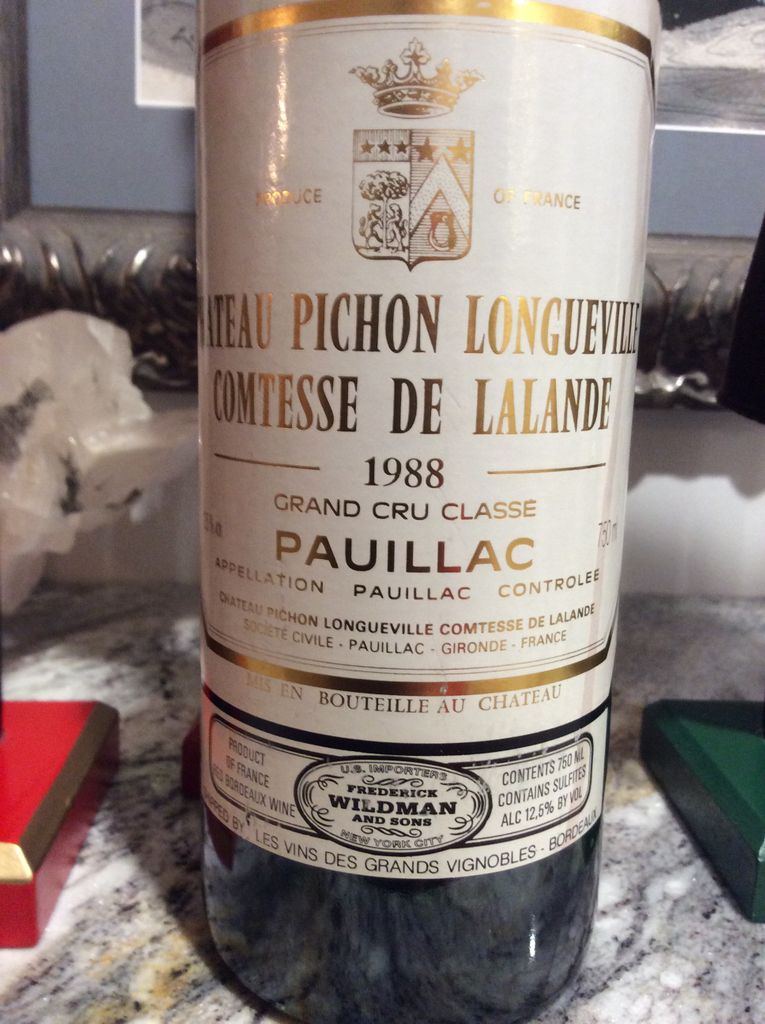 PRODUCE OF FRANCE
CHATEAU PICHON LONGUEVILLE
COMTESSE DE LALANDE
1988
GRAND CRU CLASSÉ
PAUILLAC
750 ml
APPELLATION PAUILLAC CONTROLÉE
CHATEAU PICHON LONGUEVILLE COMTESSE DE LALANDE
SOCIÉTÉ CIVILE - PAUILLAC - GIRONDE - FRANCE
MIS EN BOUTEILLE AU CHATEAU
PRODUCT
OF FRANCE
RED BORDEAUX WINE
U.S. IMPORTERS
FREDERICK
WILDMAN
AND SONS
NEW YORK CITY
CONTENTS 750 ML
CONTAINS SULFITES
ALC 12,5% BY VOL
BY LES VINS DES GRANDS VIGNOBLES - BORDEAUX